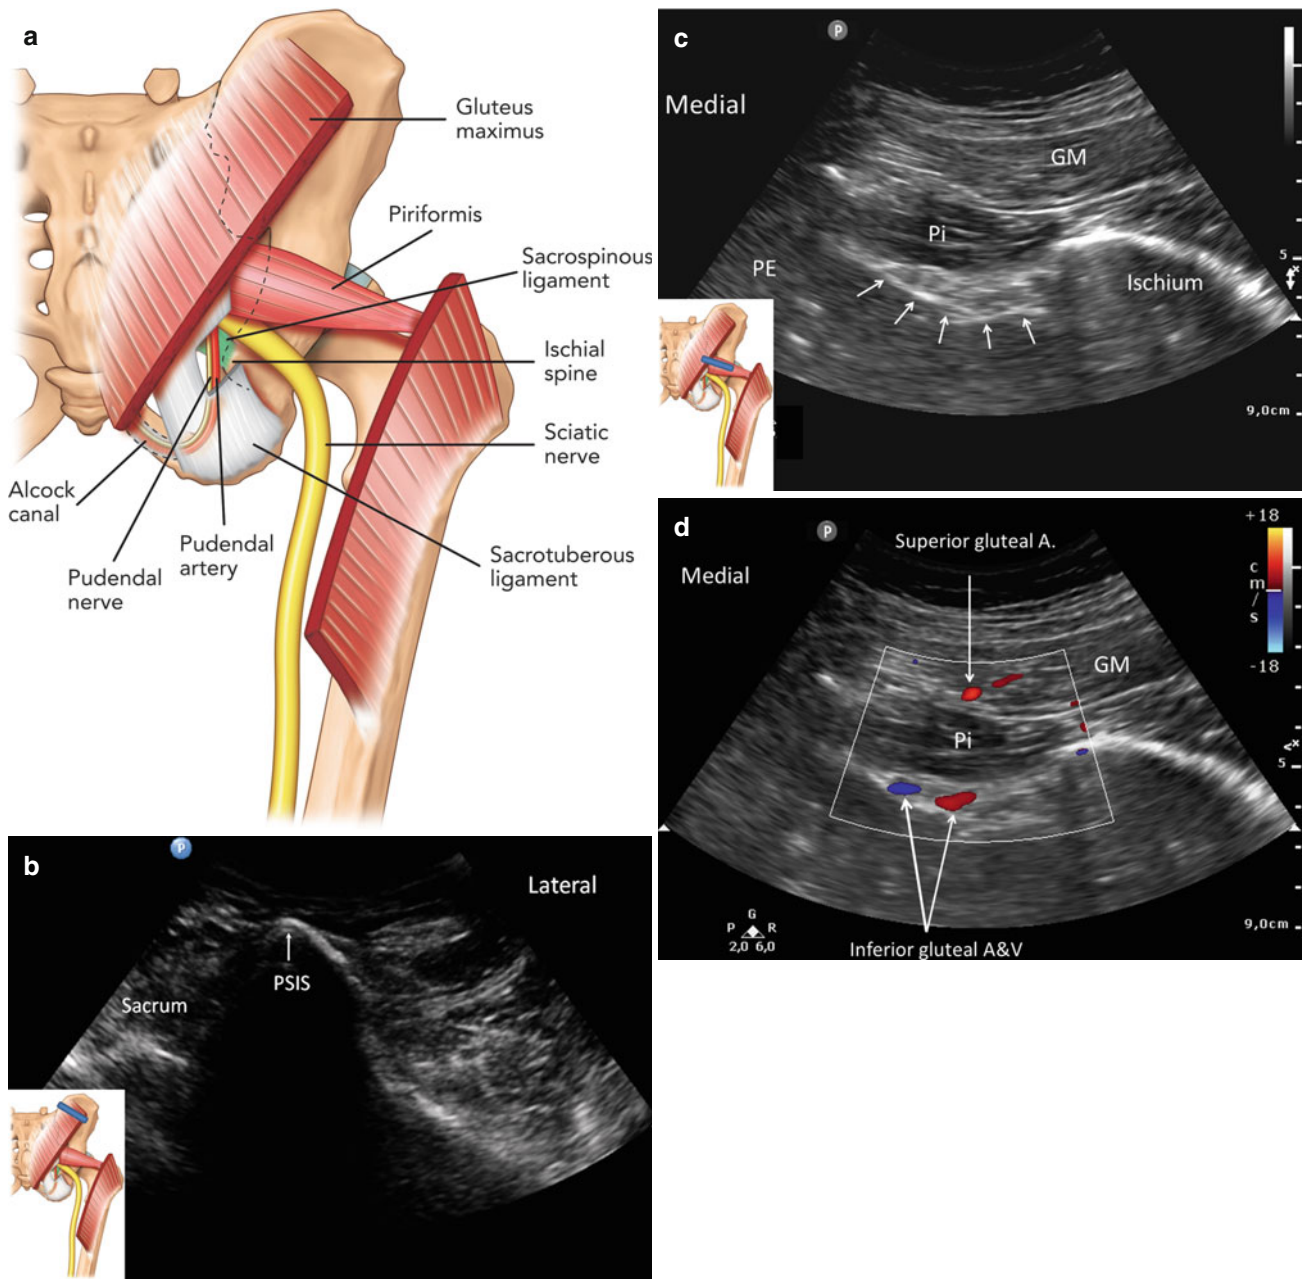 a
Gluteus
maximus
Piriformis
Sacrospinous
ligament
Ischial
spine
Sciatic
nerve
Sacrotuberous
ligament
Alcock
canal
Pudendal
nerve
Pudendal
artery
b
P
Lateral
PSIS
Sacrum
c
P
Medial
GM
Pi
PE
Ischium
5
x
9,0cm
d
P
Superior gluteal A.
Medial
+18
c
m
/
s
-18
GM
Pi
x
5
G
P R
2,0 6,0
9,0cm
Inferior gluteal A&V